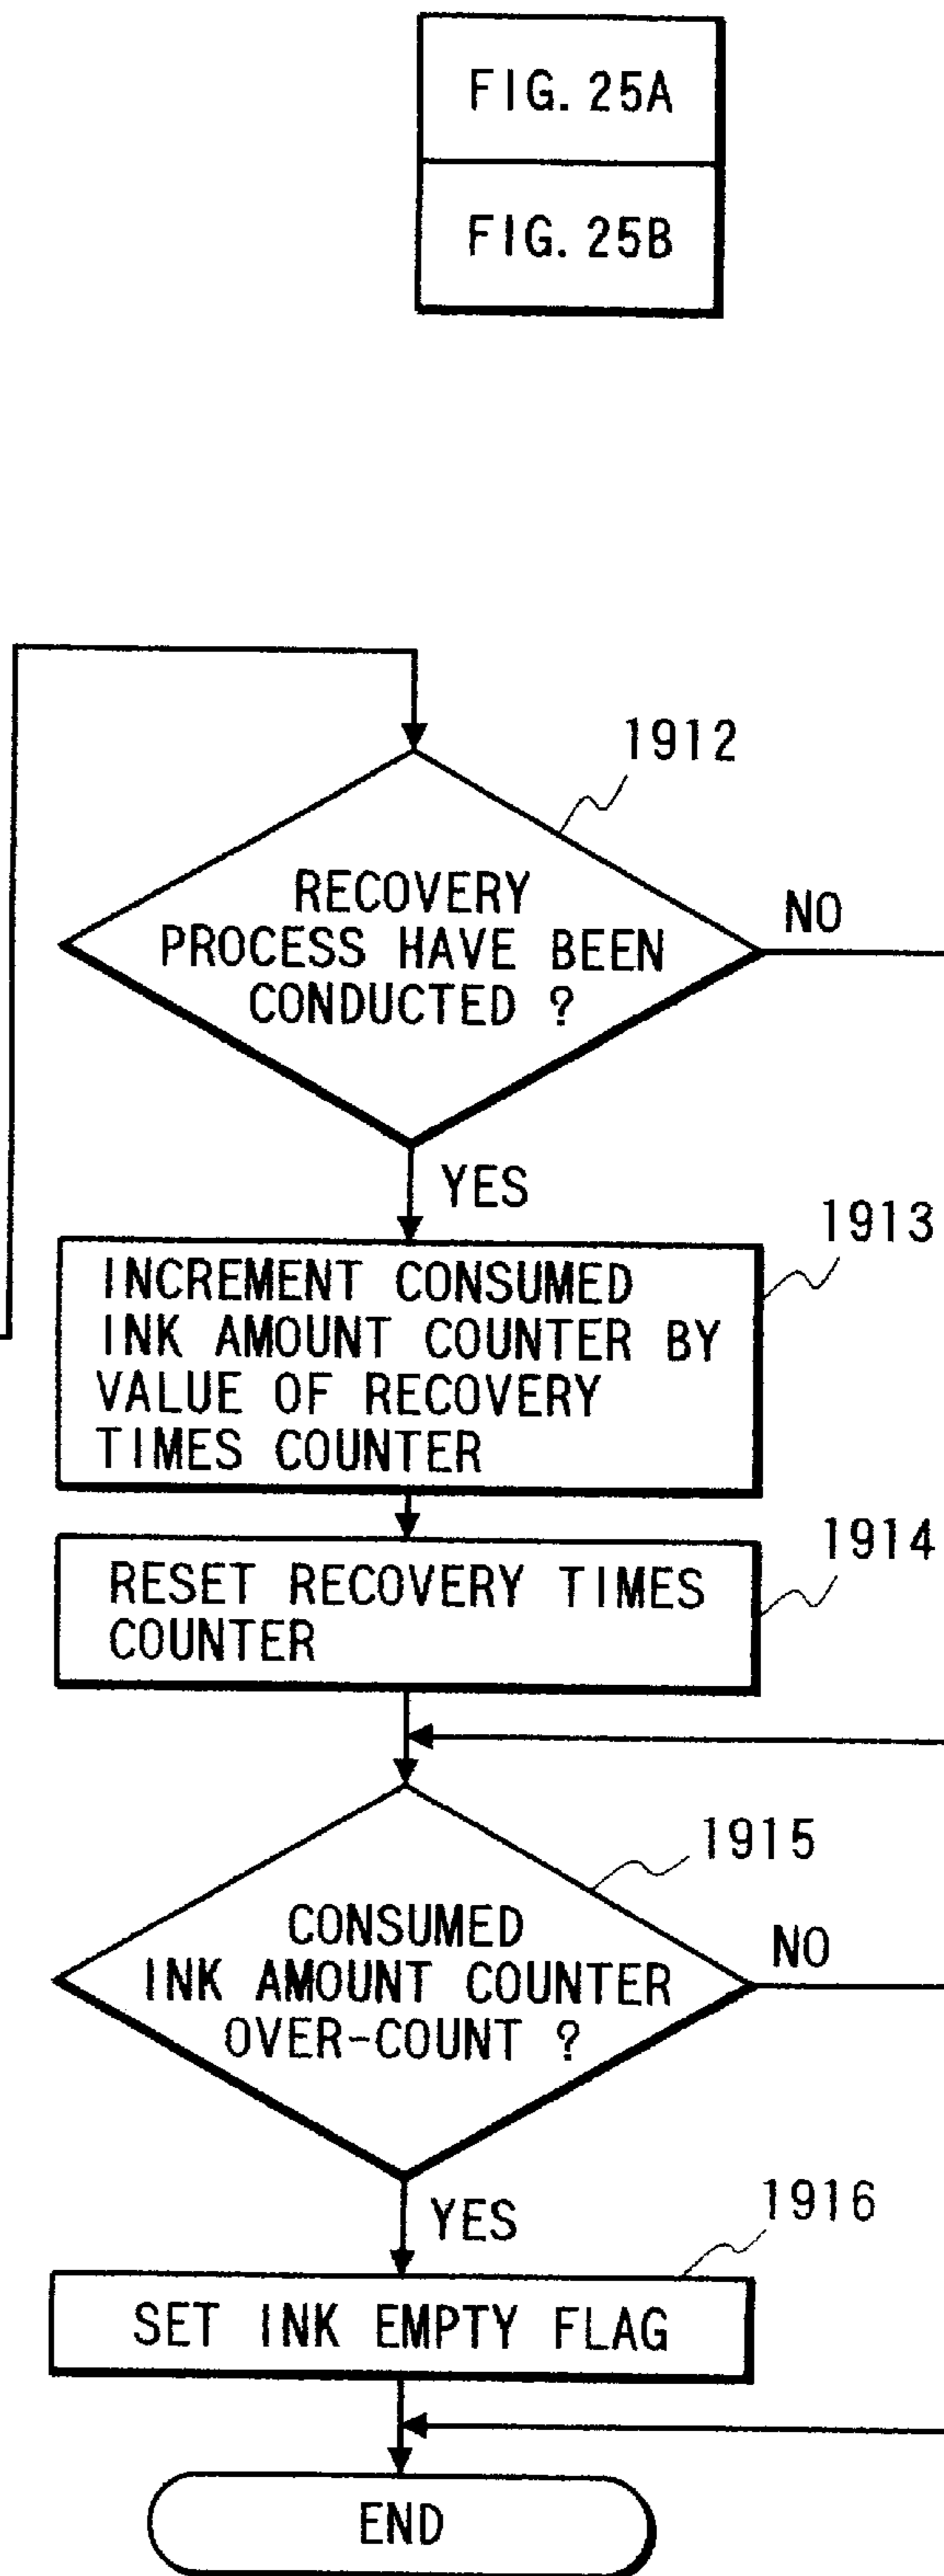 FIG. 25A
FIG. 25B
1912
RECOVERY
PROCESS HAVE BEEN
CONDUCTED ?
NO
YES
1913
INCREMENT CONSUMED
INK AMOUNT COUNTER BY
VALUE OF RECOVERY
TIMES COUNTER
1914
RESET RECOVERY TIMES
COUNTER
1915
CONSUMED
INK AMOUNT COUNTER
OVER-COUNT ?
NO
YES
1916
SET INK EMPTY FLAG
END